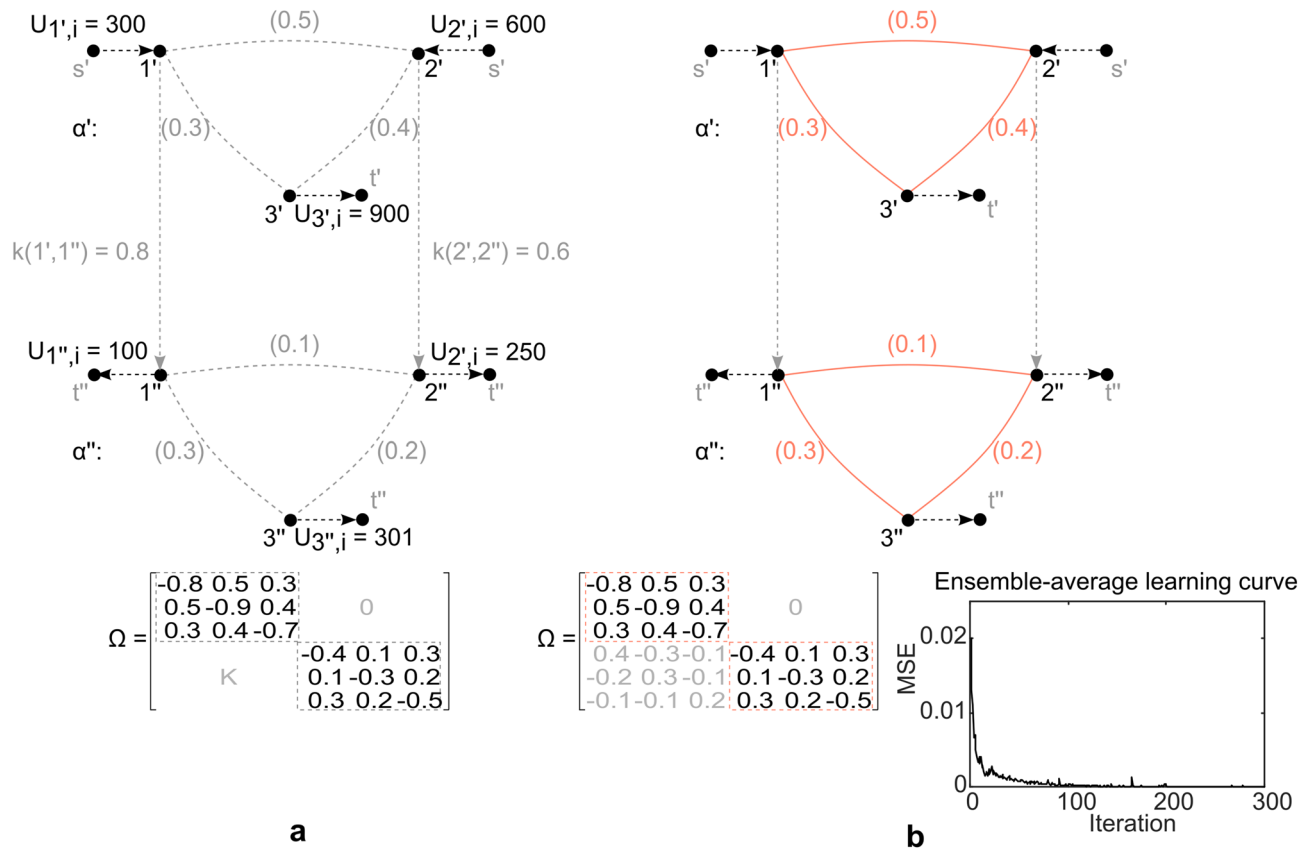 U1',i = 300 (0.5) U2',i = 600
s' 1' 2' s'
α': (0.3) (0.4)
t'
3' U3',i = 900
k(1',1") = 0.8 k(2',2") = 0.6
U1",i = 100 (0.1) U2',i = 250
t" 1" 2" t"
α": (0.3) (0.2)
t"
3" U3",i = 301
Ω =
-0.8 0.5 0.3
0.5 -0.9 0.4 0
0.3 0.4 -0.7
-0.4 0.1 0.3
K 0.1 -0.3 0.2
0.3 0.2 -0.5
a
(0.5)
s' 1' 2' s'
α': (0.3) (0.4)
3' t'
(0.1)
t" 1" 2" t"
α": (0.3) (0.2)
t"
3"
Ω =
-0.8 0.5 0.3
0.5 -0.9 0.4 0
0.3 0.4 -0.7
0.4 -0.3 -0.1 -0.4 0.1 0.3
-0.2 0.3 -0.1 0.1 -0.3 0.2
-0.1 -0.1 0.2 0.3 0.2 -0.5
Ensemble-average learning curve
0.02
MSE
0.01
0
0 100 200 300
Iteration
b